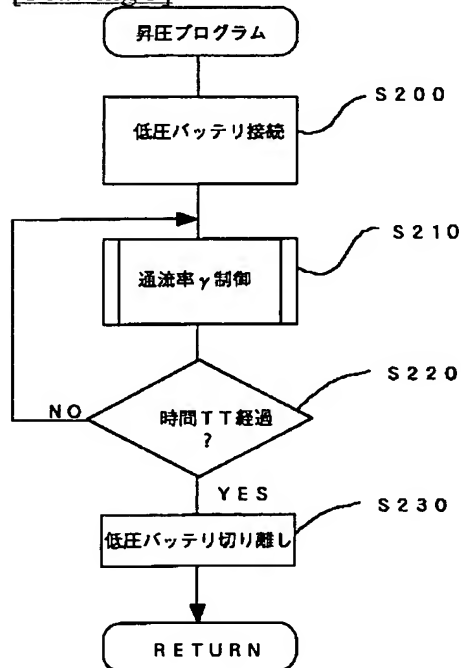 昇圧プログラム
S200
低圧バッテリ接続
S210
通流率γ制御
S220
時間TT経過
?
NO
YES
S230
低圧バッテリ切り離し
RETURN